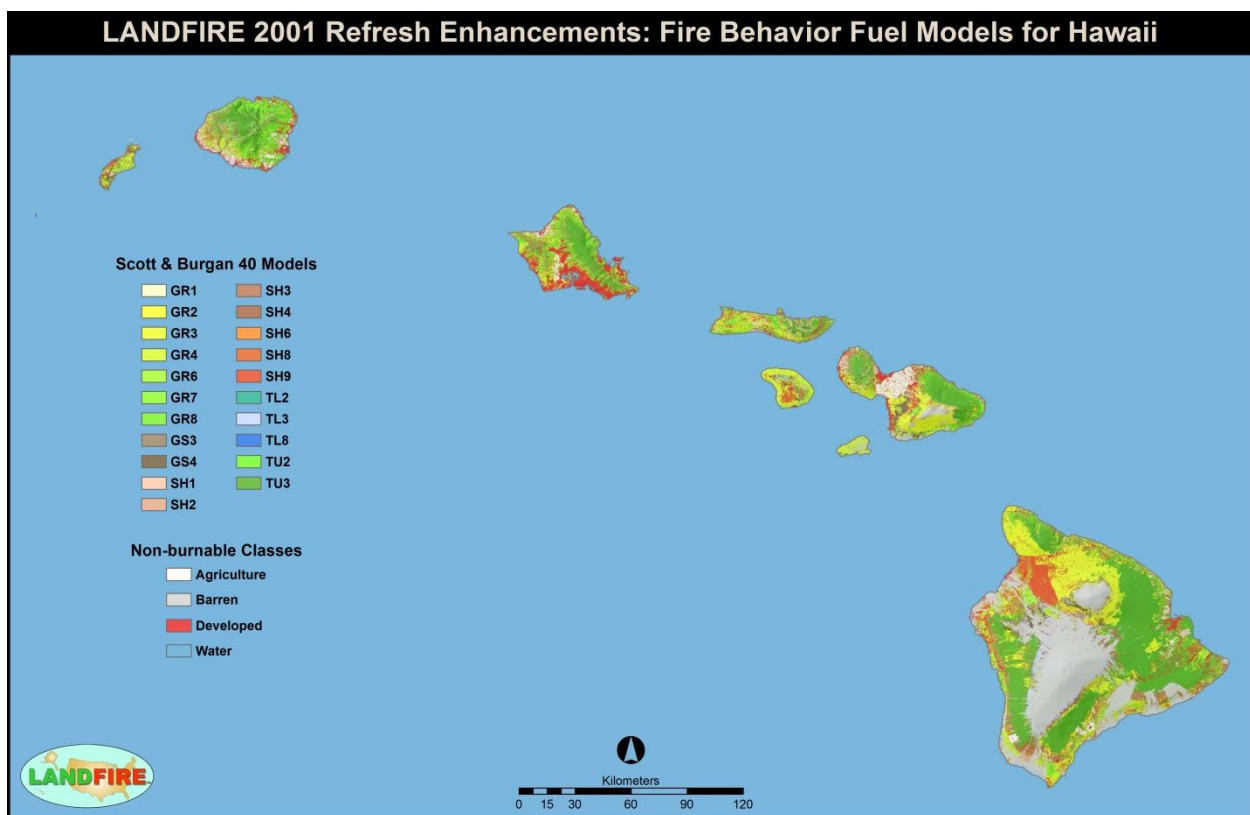 LANDFIRE 2001 Refresh Enhancements: Fire Behavior Fuel Models for Hawaii
Scott & Burgan 40 Models
GR1
GR2
GR3
GR4
GR6
GR7
GR8
GS3
GS4
SH1
SH2
SH3
SH4
SH6
SH8
SH9
TL2
TL3
TL8
TU2
TU3
Non-burnable Classes
Agriculture
Barren
Developed
Water
LANDFIRE
Kilometers
0 15 30 60 90 120